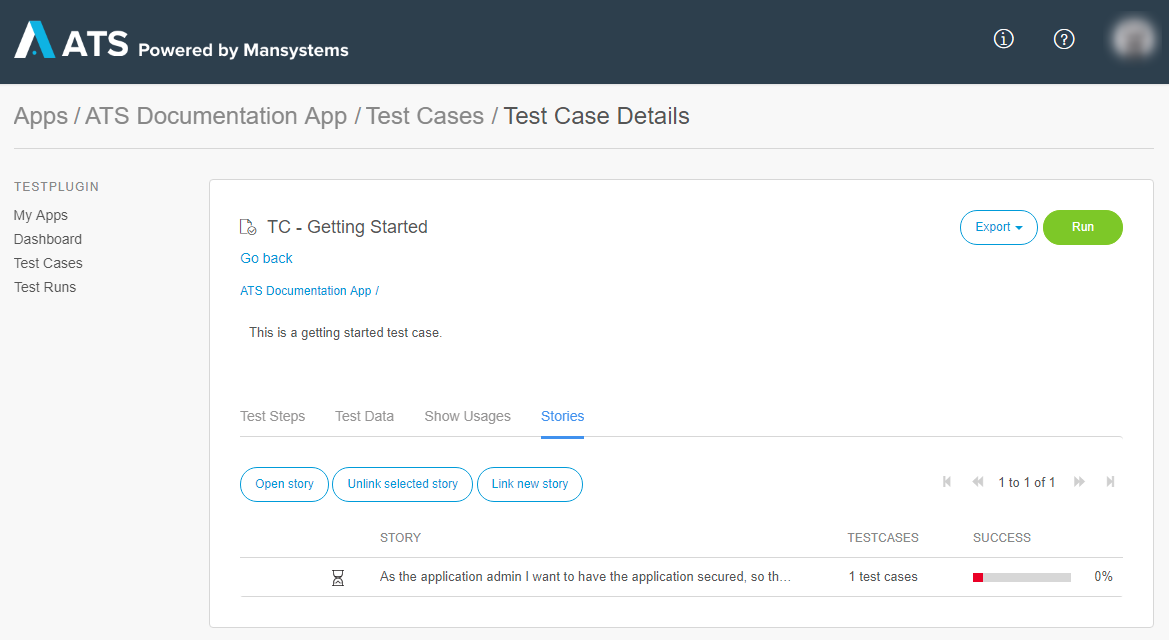 ATS Powered by Mansystems
Apps / ATS Documentation App / Test Cases / Test Case Details
TESTPLUGIN
My Apps
Dashboard
Test Cases
Test Runs
TC - Getting Started
Export
Run
Go back
ATS Documentation App /
This is a getting started test case.
Test Steps Test Data Show Usages Stories
Open story Unlink selected story Link new story 1 to 1 of 1
STORY TESTCASES SUCCESS
As the application admin I want to have the application secured, so th... 1 test cases 0%